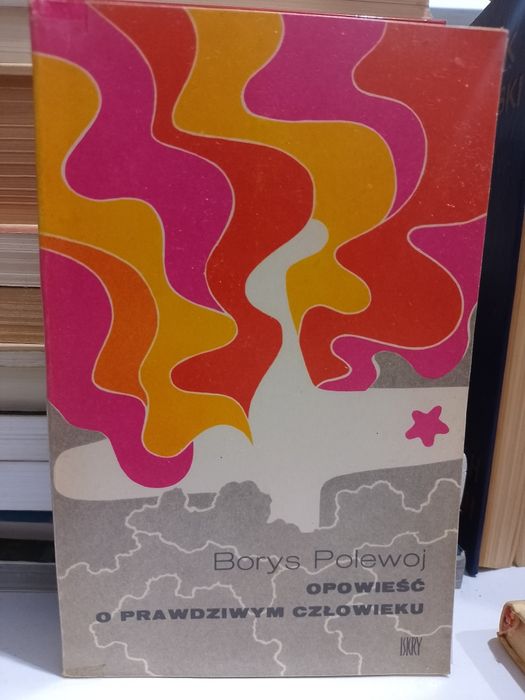 Borys Polewoj
OPOWIEŚĆ
O PRAWDZIWYM CZŁOWIEKU
ISKRY